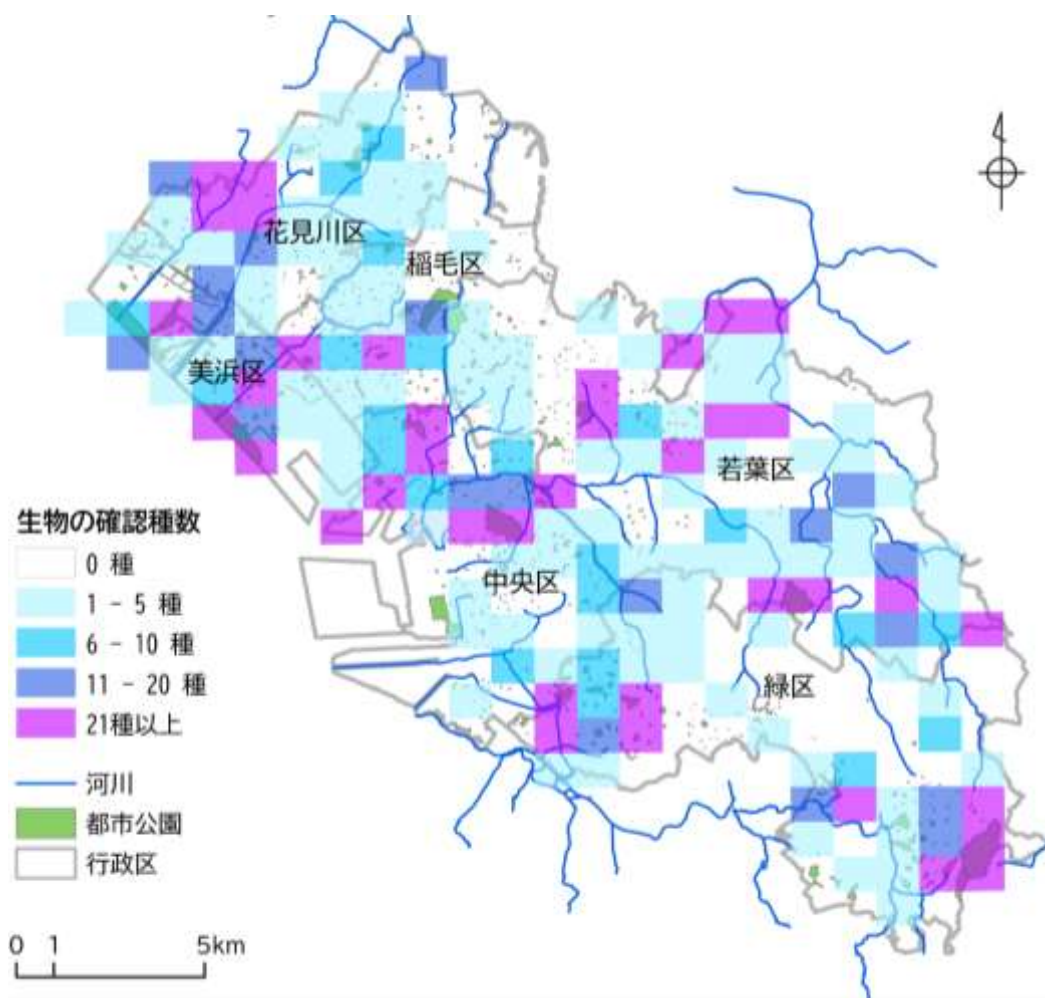 花見川区
稲毛区
美浜区
若葉区
中央区
緑区
生物の確認種数
0 種
1 - 5 種
6 - 10 種
11 - 20 種
21種以上
河川
都市公園
行政区
0 1 5km